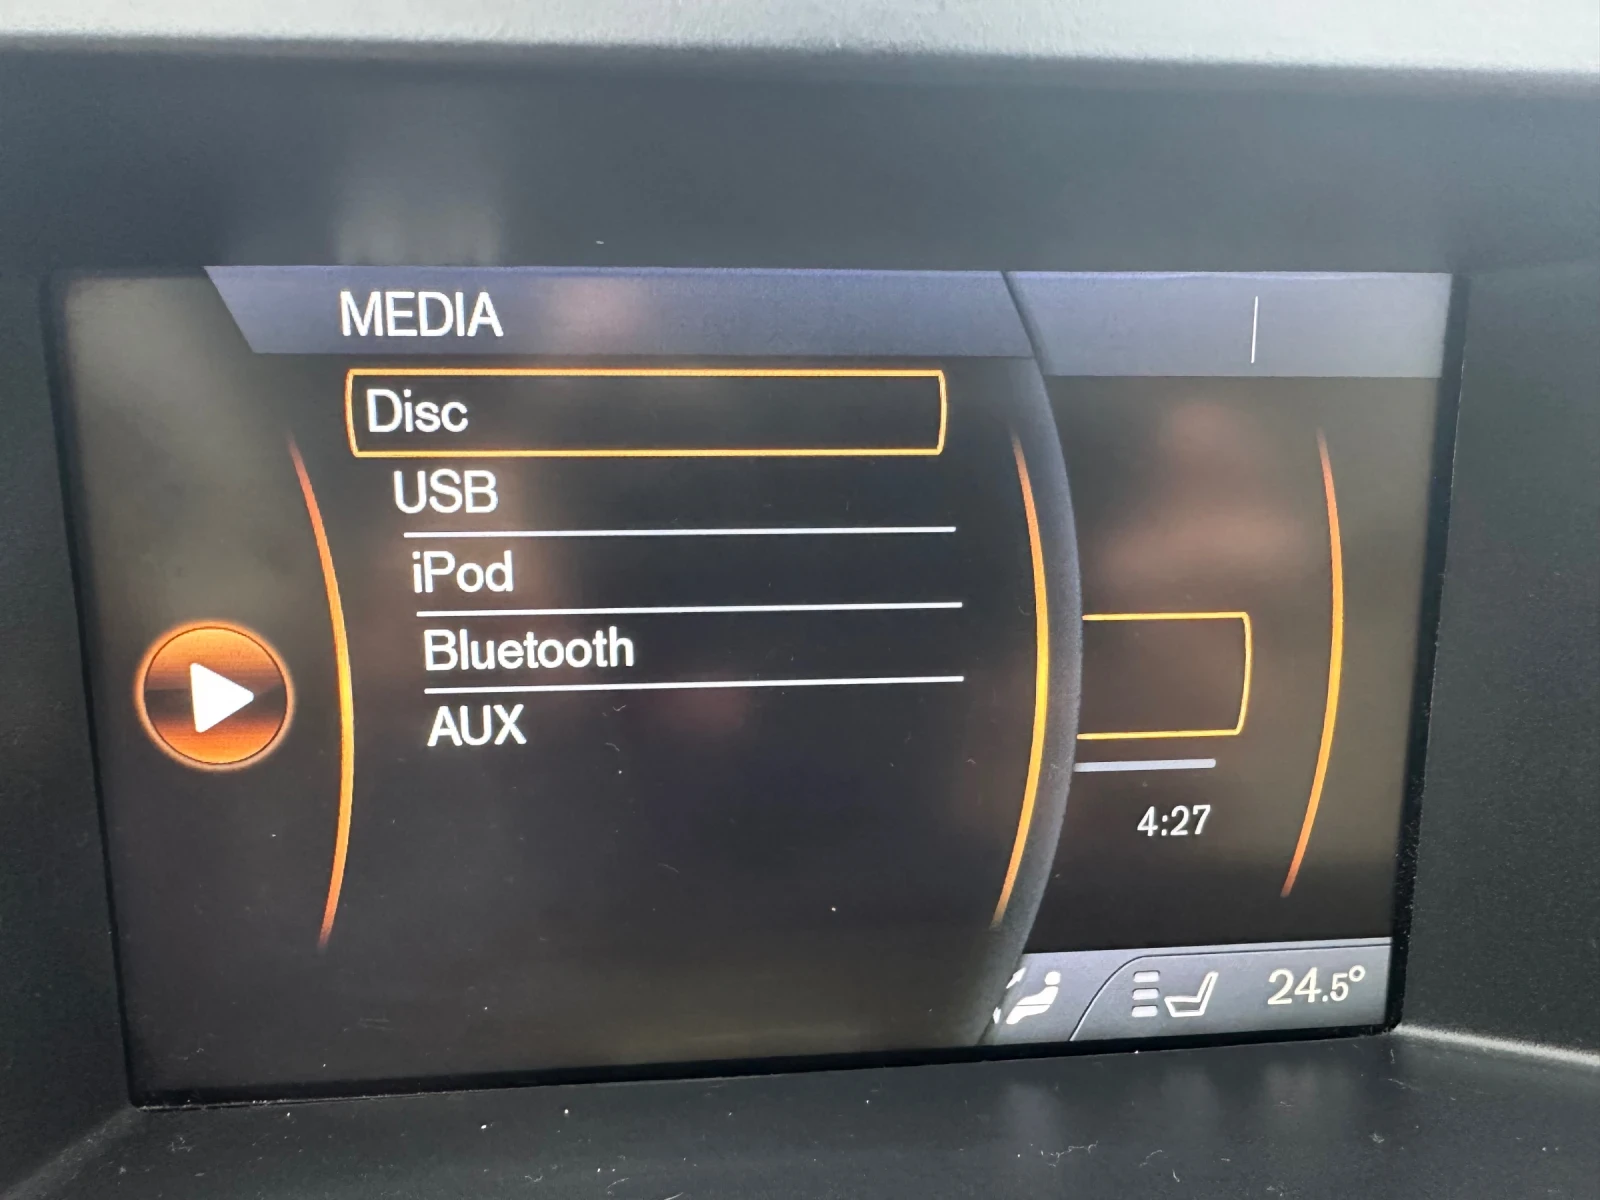 MEDIA
Disc
USB
iPod
Bluetooth
AUX
4:27
24.5°